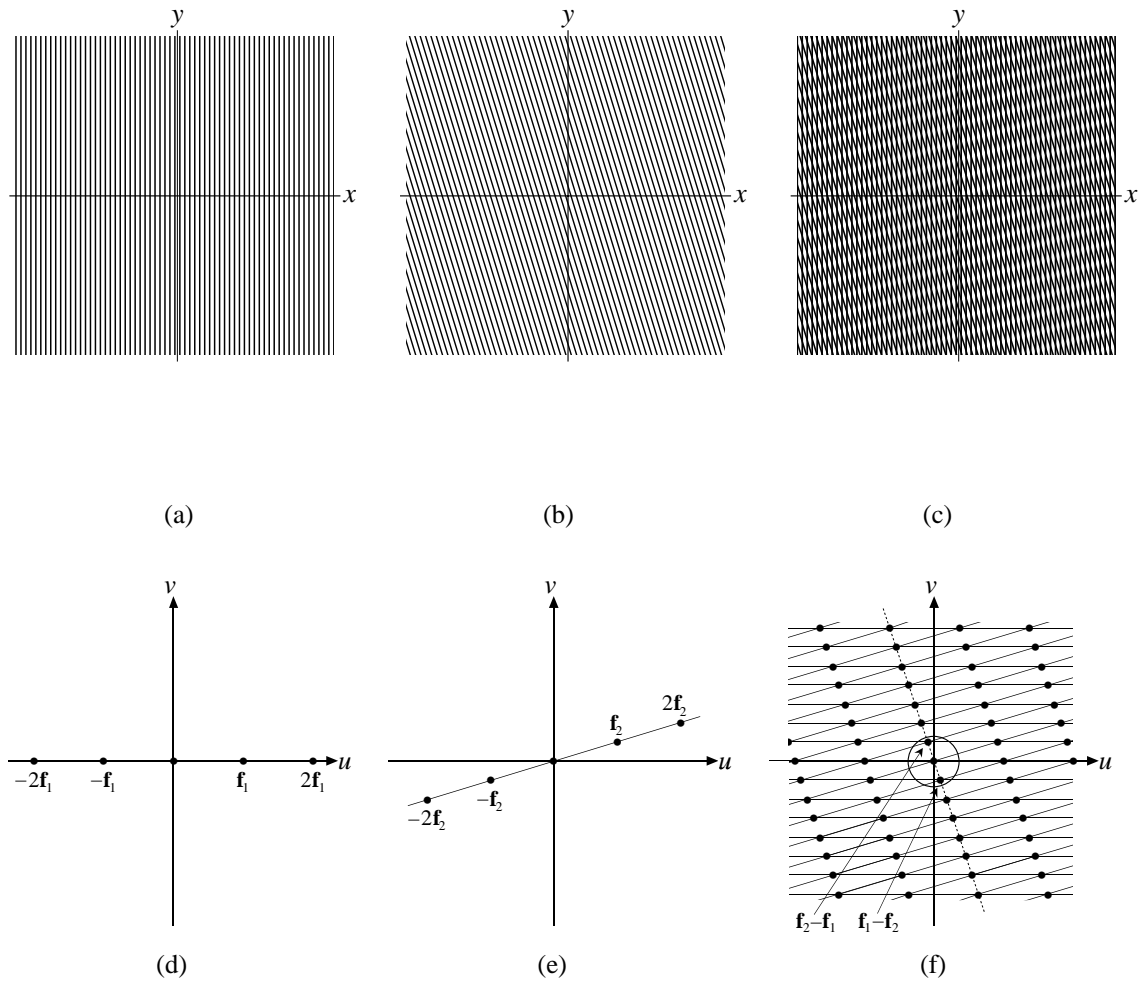 y y y
x x x
(a) (b) (c)
v v v
2f₂
f₂
u u u
−2f₁ −f₁ f₁ 2f₁
−f₂
−2f₂
f₂−f₁ f₁−f₂
(d) (e) (f)